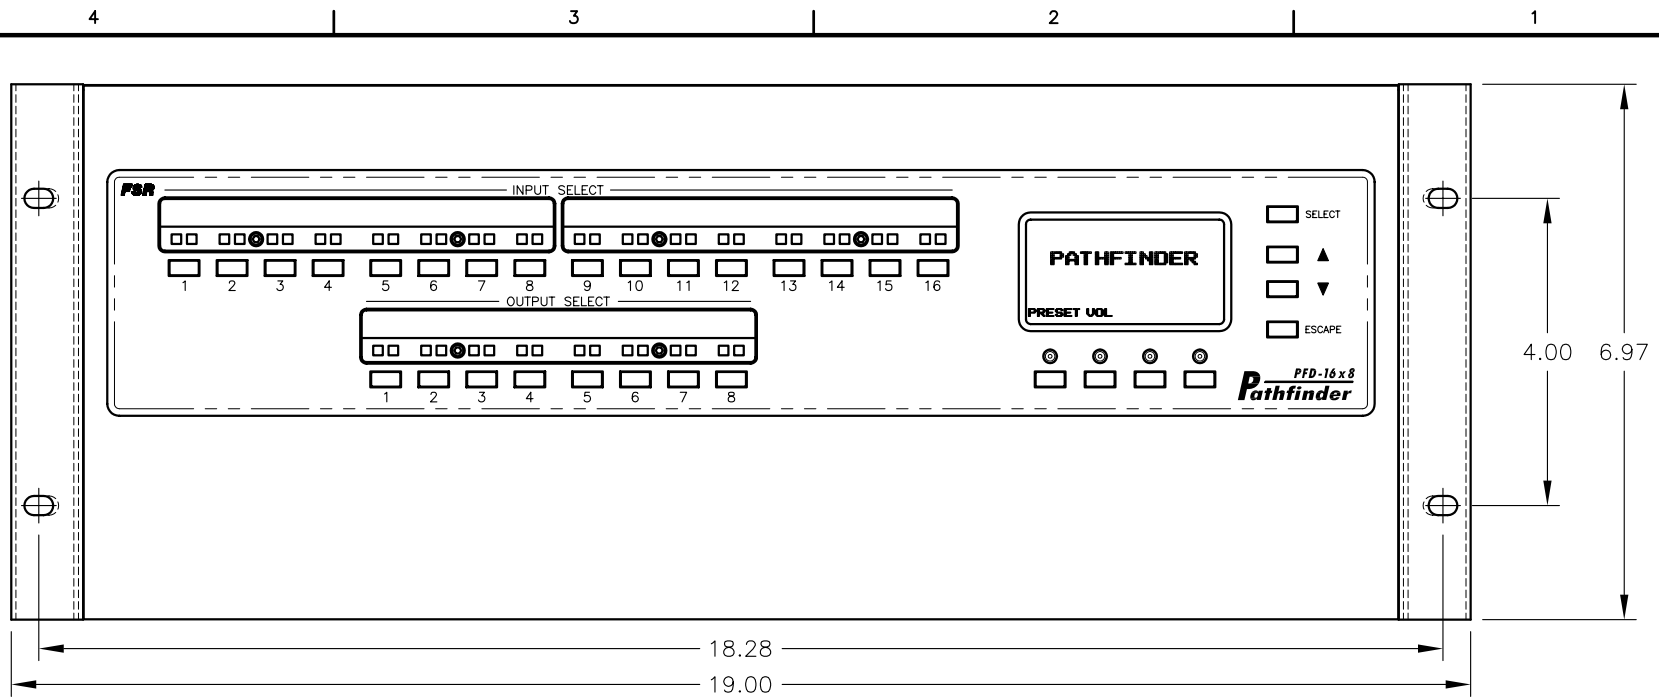 4 3 2 1
FSR INPUT SELECT
1 2 3 4 5 6 7 8 9 10 11 12 13 14 15 16
OUTPUT SELECT
1 2 3 4 5 6 7 8
PATHFINDER
PRESET VOL
SELECT
ESCAPE
PFD-16x8
Pathfinder
4.00 6.97
18.28
19.00